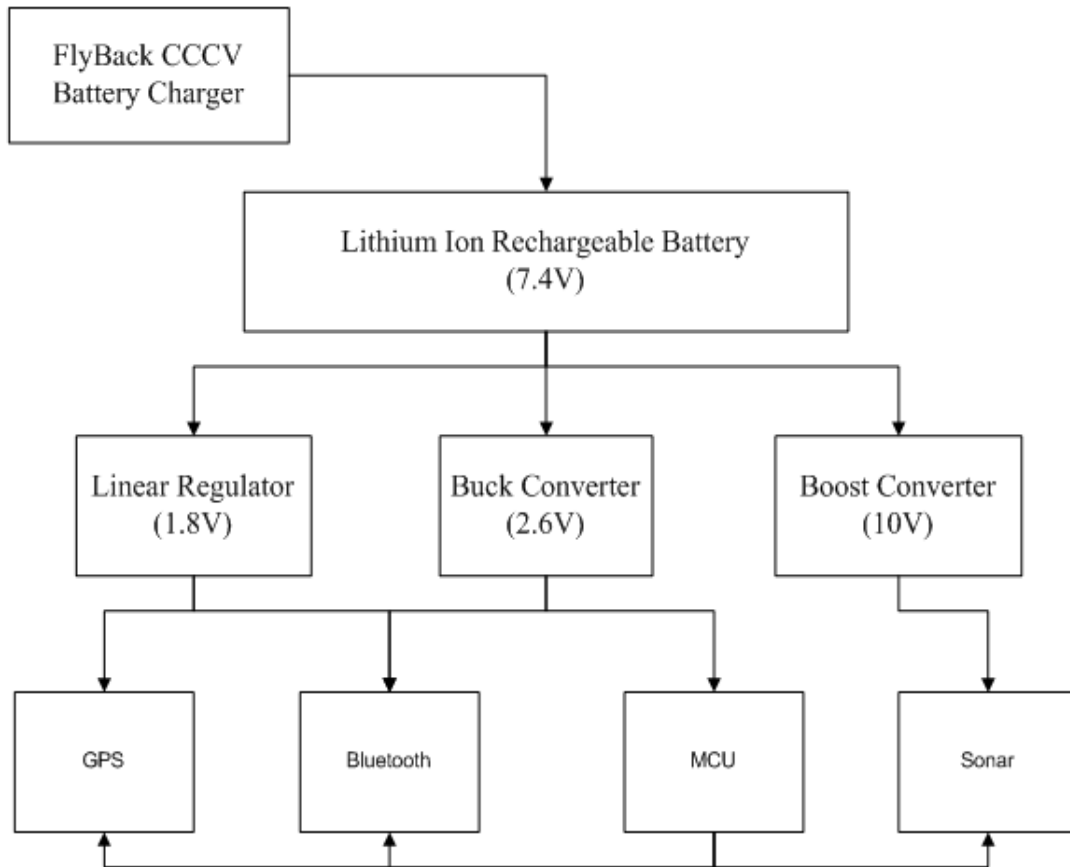 FlyBack CCCV
Battery Charger
Lithium Ion Rechargeable Battery
(7.4V)
Linear Regulator
(1.8V)
Buck Converter
(2.6V)
Boost Converter
(10V)
GPS
Bluetooth
MCU
Sonar